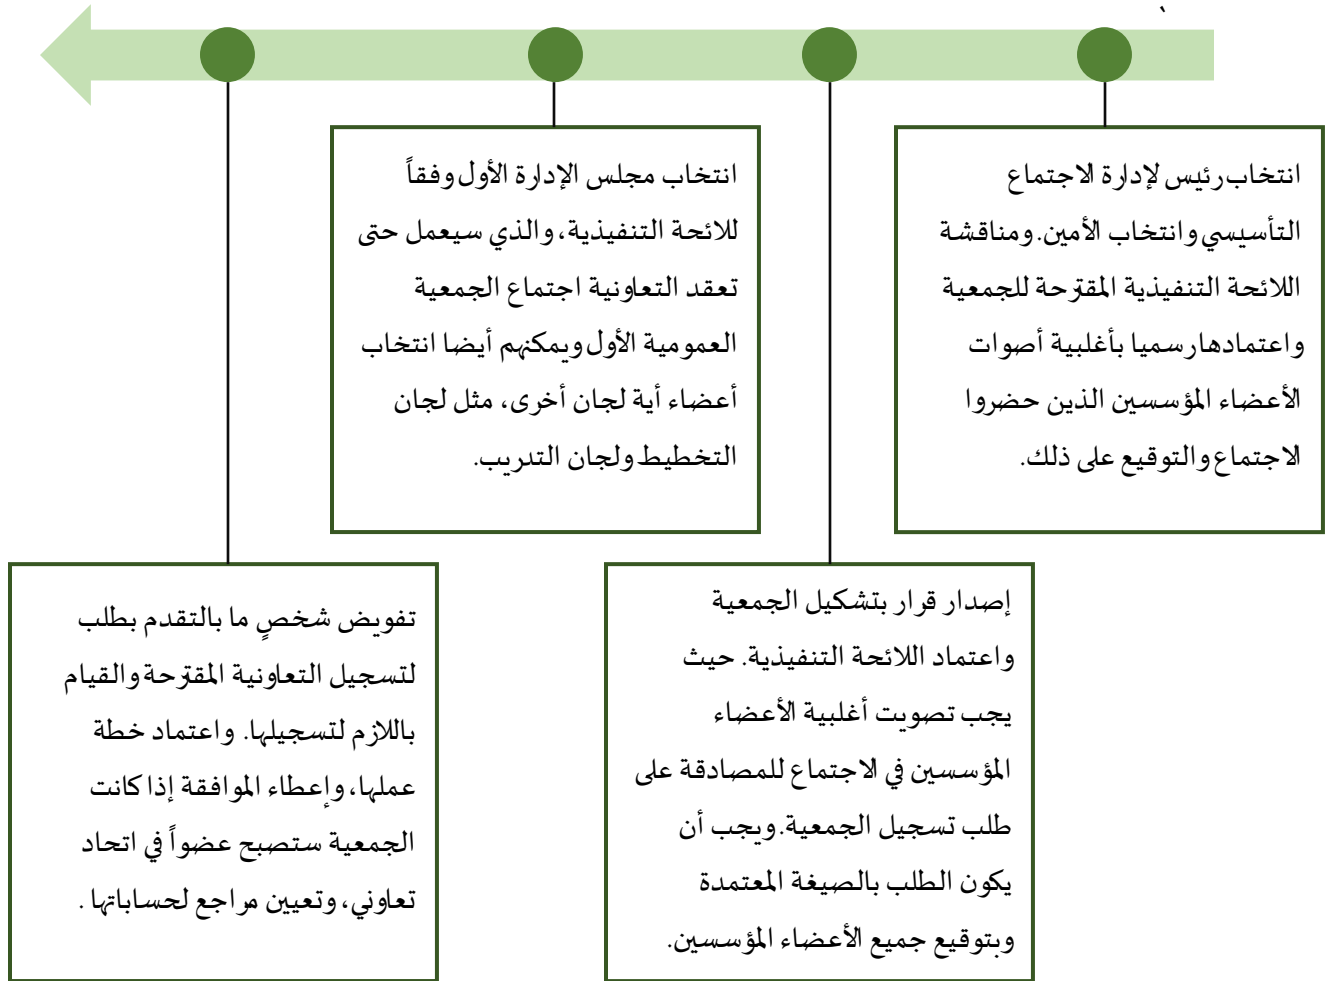 انتخاب رئيس لإدارة الاجتماع
التأسيسي وانتخاب الأمين. ومناقشة
اللائحة التنفيذية المقترحة للجمعية
واعتمادها رسميا بأغلبية أصوات
الأعضاء المؤسسين الذين حضروا
الاجتماع والتوقيع على ذلك.
إصدار قرار بتشكيل الجمعية
واعتماد اللائحة التنفيذية. حيث
يجب تصويت أغلبية الأعضاء
المؤسسين في الاجتماع للمصادقة على
طلب تسجيل الجمعية. ويجب أن
يكون الطلب بالصيغة المعتمدة
وبتوقيع جميع الأعضاء المؤسسين.
انتخاب مجلس الإدارة الأول وفقاً
للائحة التنفيذية، والذي سيعمل حتى
تعقد التعاونية اجتماع الجمعية
العمومية الأول ويمكنهم أيضا انتخاب
أعضاء أية لجان أخرى، مثل لجان
التخطيط ولجان التدريب.
تفويض شخصٍ ما بالتقدم بطلب
لتسجيل التعاونية المقترحة والقيام
باللازم لتسجيلها. واعتماد خطة
عملها، وإعطاء الموافقة إذا كانت
الجمعية ستصبح عضواً في اتحاد
تعاوني، وتعيين مراجع لحساباتها .